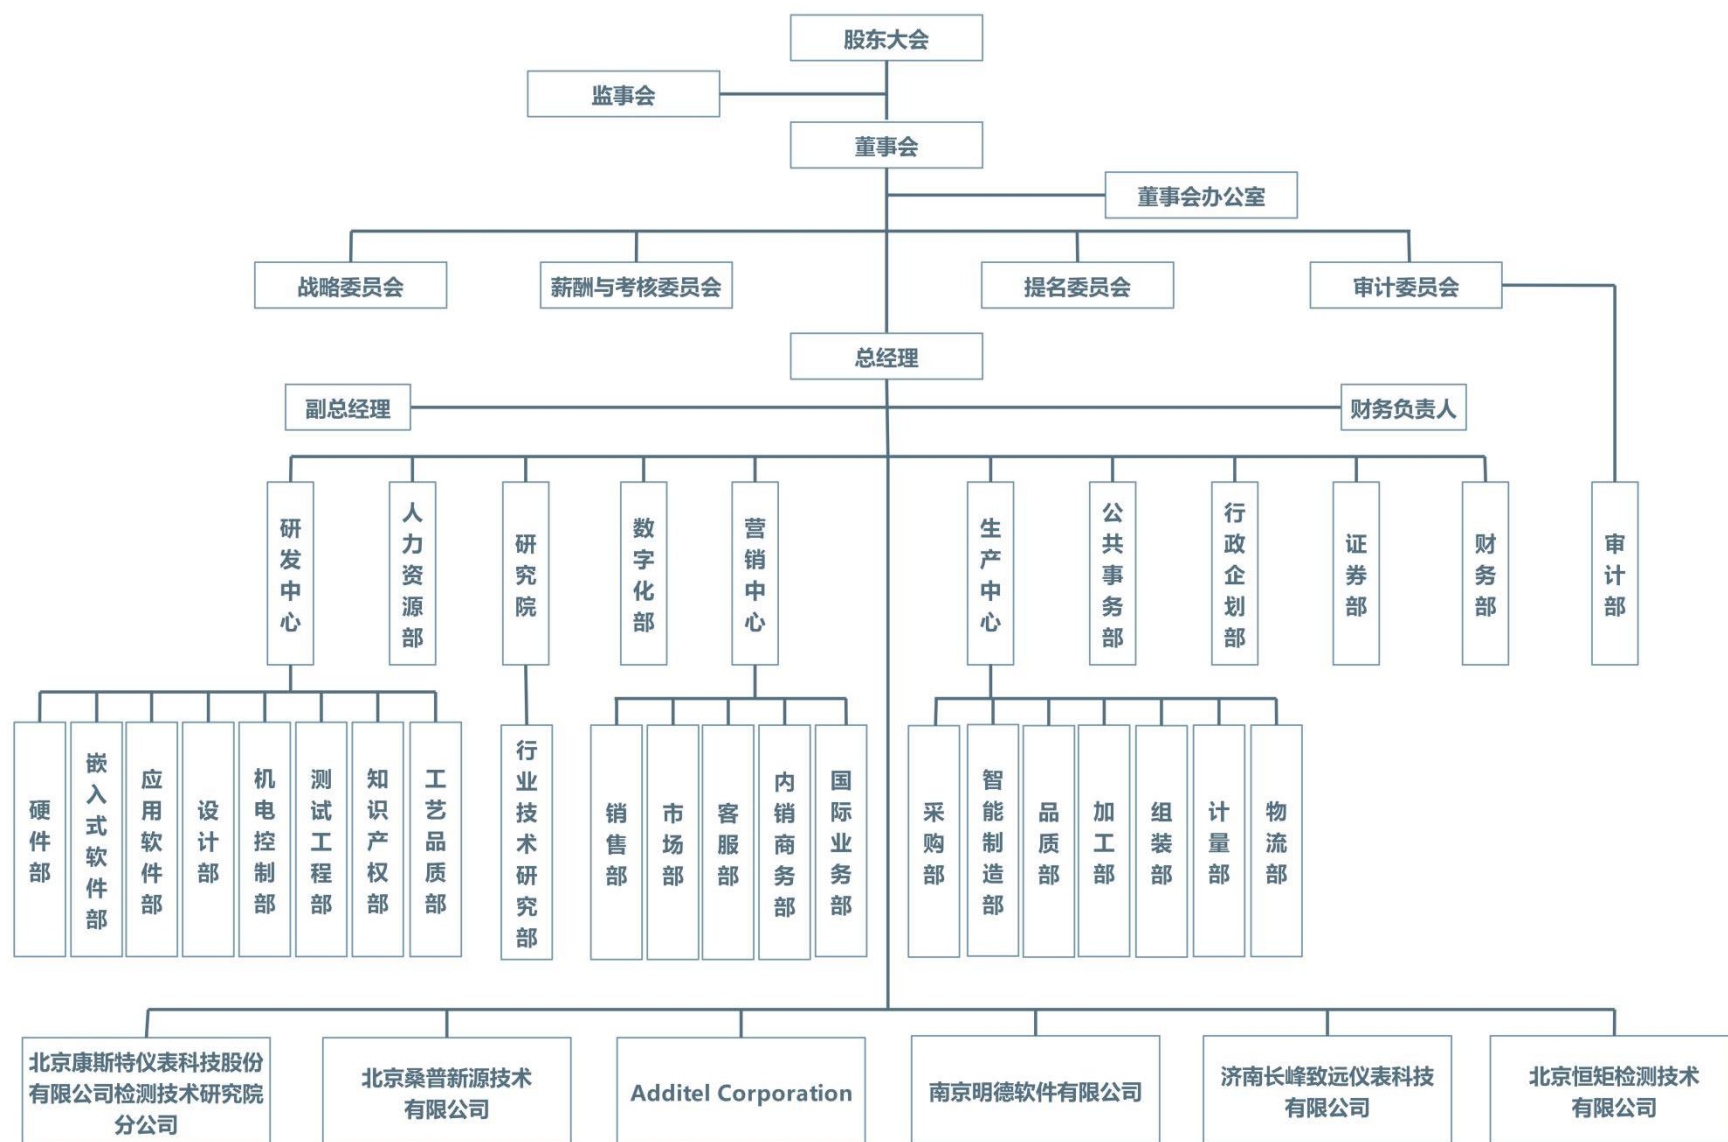 股东大会
监事会
董事会
董事会办公室
战略委员会
薪酬与考核委员会
提名委员会
审计委员会
总经理
副总经理
财务负责人
研发中心
人力资源部
研究院
数字化部
营销中心
生产中心
公共事务部
行政企划部
证券部
财务部
审计部
硬件部
嵌入式软件部
应用软件部
设计部
机电控制部
测试工程部
知识产权部
工艺品质部
行业技术研究部
销售部
市场部
客服部
内销商务部
国际业务部
采购部
智能制造部
品质部
加工部
组装部
计量部
物流部
北京康斯特仪表科技股份
有限公司检测技术研究院
分公司
北京桑普新源技术
有限公司
Additel Corporation
南京明德软件有限公司
济南长峰致远仪表科技
有限公司
北京恒矩检测技术
有限公司